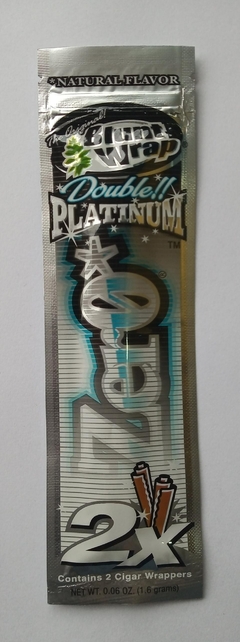 *NATURAL FLAVOR
The Original!
Blunt
Wrap
Double!!
PLATINUM
TM
Zero
®
2x
Contains 2 Cigar Wrappers
NET WT. 0.06 OZ. (1.6 grams)